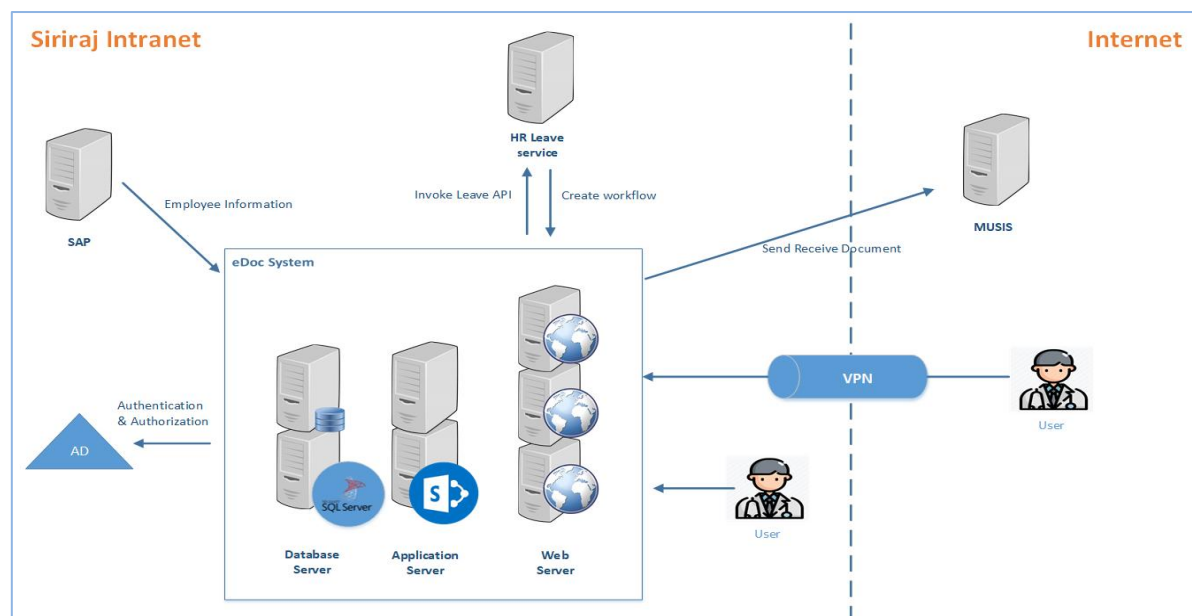 Siriraj Intranet
Internet
HR Leave
service
SAP
Employee Information
Invoke Leave API
Create workflow
MUSIS
Send Receive Document
eDoc System
VPN
User
Authentication
& Authorization
AD
SQL Server
S
User
Database
Server
Application
Server
Web
Server